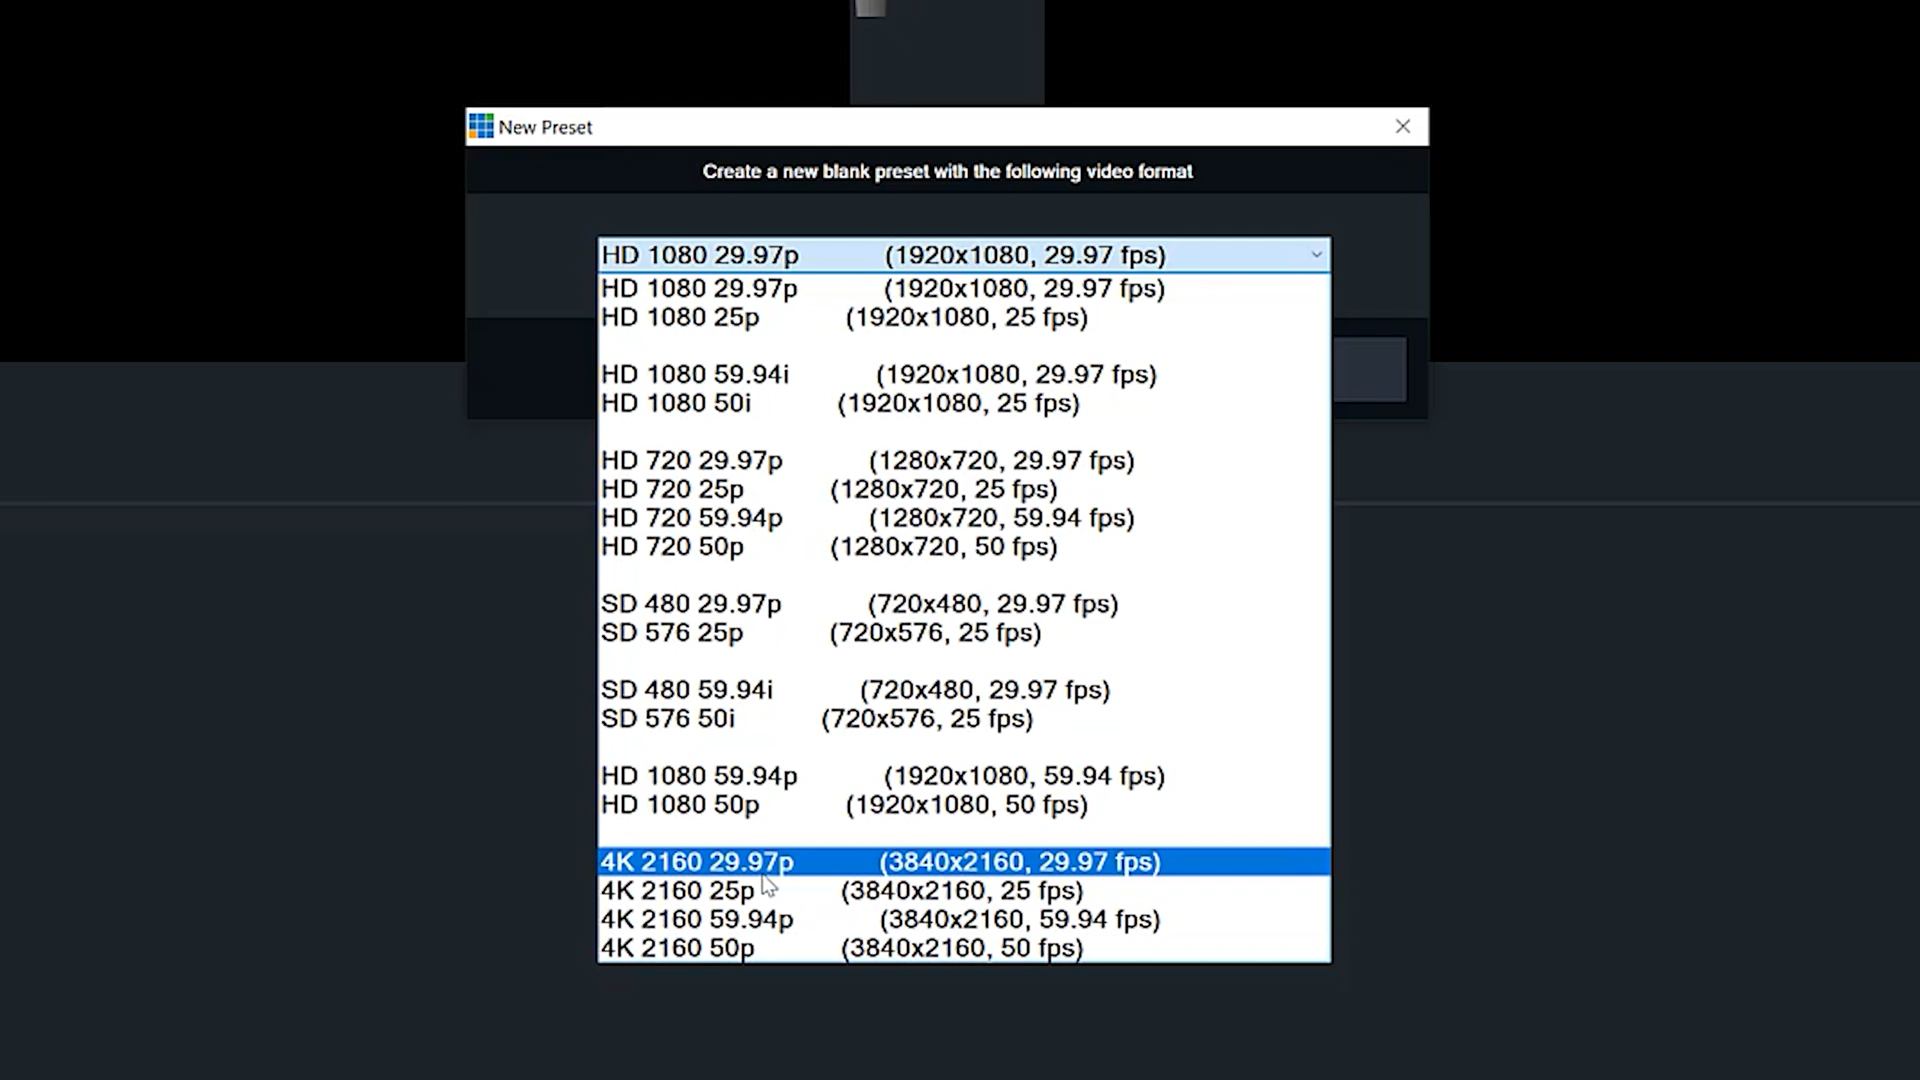 New Preset
Create a new blank preset with the following video format
HD 1080 29.97p (1920x1080, 29.97 fps)
HD 1080 29.97p (1920x1080, 29.97 fps)
HD 1080 25p (1920x1080, 25 fps)
HD 1080 59.94i (1920x1080, 29.97 fps)
HD 1080 50i (1920x1080, 25 fps)
HD 720 29.97p (1280x720, 29.97 fps)
HD 720 25p (1280x720, 25 fps)
HD 720 59.94p (1280x720, 59.94 fps)
HD 720 50p (1280x720, 50 fps)
SD 480 29.97p (720x480, 29.97 fps)
SD 576 25p (720x576, 25 fps)
SD 480 59.94i (720x480, 29.97 fps)
SD 576 50i (720x576, 25 fps)
HD 1080 59.94p (1920x1080, 59.94 fps)
HD 1080 50p (1920x1080, 50 fps)
4K 2160 29.97p (3840x2160, 29.97 fps)
4K 2160 25p (3840x2160, 25 fps)
4K 2160 59.94p (3840x2160, 59.94 fps)
4K 2160 50p (3840x2160, 50 fps)